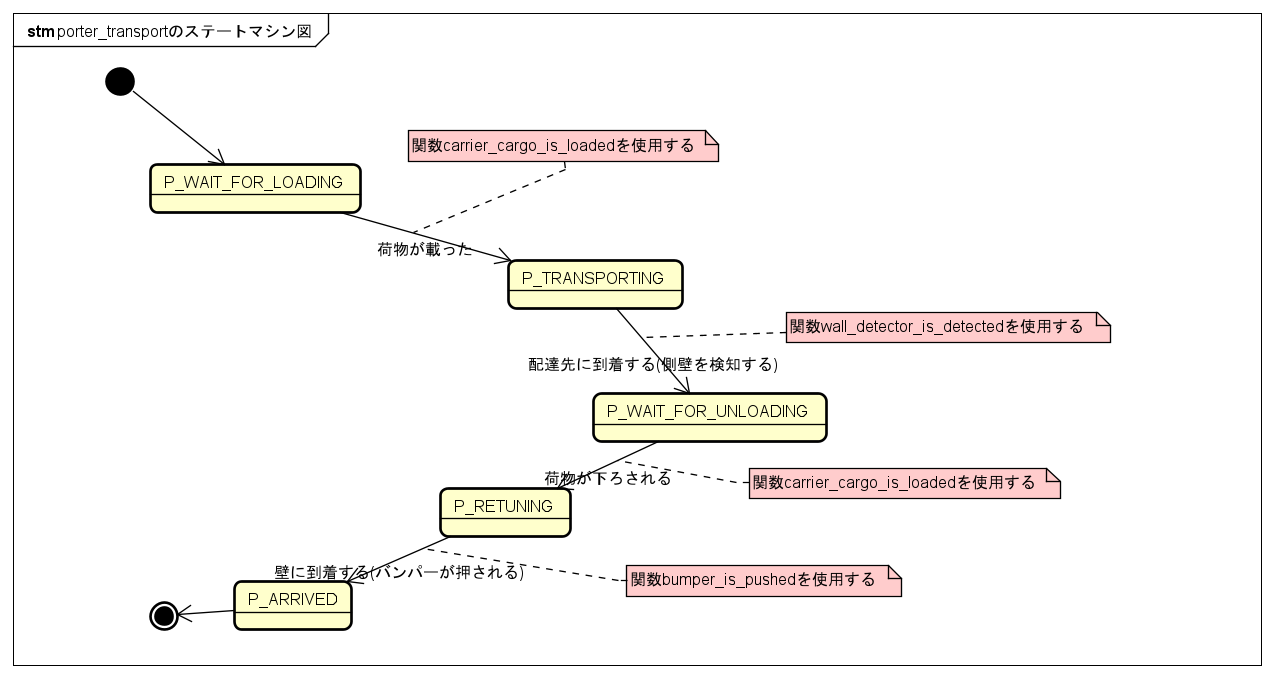 stm porter_transportのステートマシン図
関数carrier_cargo_is_loadedを使用する
P_WAIT_FOR_LOADING
荷物が載った
P_TRANSPORTING
関数wall_detector_is_detectedを使用する
配達先に到着する(側壁を検知する)
P_WAIT_FOR_UNLOADING
荷物が下ろされる
関数carrier_cargo_is_loadedを使用する
P_RETUNING
壁に到着する(バンパーが押される)
関数bumper_is_pushedを使用する
P_ARRIVED